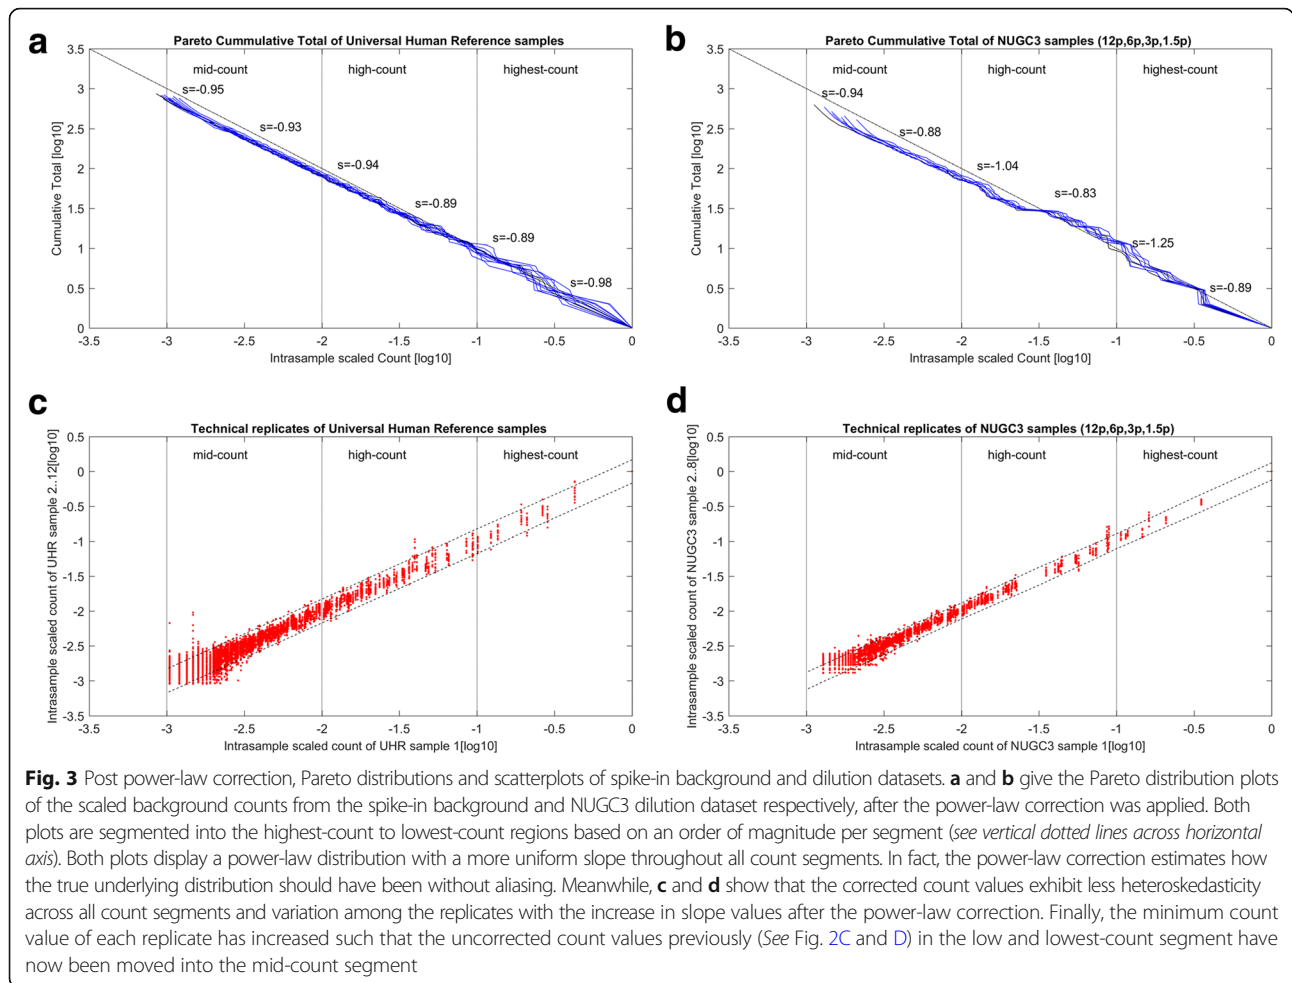 a
Pareto Cummulative Total of Universal Human Reference samples
mid-count high-count highest-count
Cumulative Total [log10]
3.5
3
2.5
2
1.5
1
0.5
0
s=-0.95
s=-0.93
s=-0.94
s=-0.89
s=-0.89
s=-0.98
-3.5 -3 -2.5 -2 -1.5 -1 -0.5 0
Intrasample scaled Count [log10]
b
Pareto Cummulative Total of NUGC3 samples (12p,6p,3p,1.5p)
mid-count high-count highest-count
Cumulative Total [log10]
3.5
3
2.5
2
1.5
1
0.5
0
s=-0.94
s=-0.88
s=-1.04
s=-0.83
s=-1.25
s=-0.89
-3.5 -3 -2.5 -2 -1.5 -1 -0.5 0
Intrasample scaled Count [log10]
c
Technical replicates of Universal Human Reference samples
mid-count high-count highest-count
Intrasample scaled count of UHR sample 2..12[log10]
0.5
0
-0.5
-1
-1.5
-2
-2.5
-3
-3.5
-3.5 -3 -2.5 -2 -1.5 -1 -0.5 0
Intrasample scaled count of UHR sample 1[log10]
d
Technical replicates of NUGC3 samples (12p,6p,3p,1.5p)
mid-count high-count highest-count
Intrasample scaled count of NUGC3 sample 2..8[log10]
0.5
0
-0.5
-1
-1.5
-2
-2.5
-3
-3.5
-3.5 -3 -2.5 -2 -1.5 -1 -0.5 0
Intrasample scaled count of NUGC3 sample 1[log10]
Fig. 3 Post power-law correction, Pareto distributions and scatterplots of spike-in background and dilution datasets. a and b give the Pareto distribution plots
of the scaled background counts from the spike-in background and NUGC3 dilution dataset respectively, after the power-law correction was applied. Both
plots are segmented into the highest-count to lowest-count regions based on an order of magnitude per segment (see vertical dotted lines across horizontal
axis). Both plots display a power-law distribution with a more uniform slope throughout all count segments. In fact, the power-law correction estimates how
the true underlying distribution should have been without aliasing. Meanwhile, c and d show that the corrected count values exhibit less heteroskedasticity
across all count segments and variation among the replicates with the increase in slope values after the power-law correction. Finally, the minimum count
value of each replicate has increased such that the uncorrected count values previously (See Fig. 2C and D) in the low and lowest-count segment have
now been moved into the mid-count segment